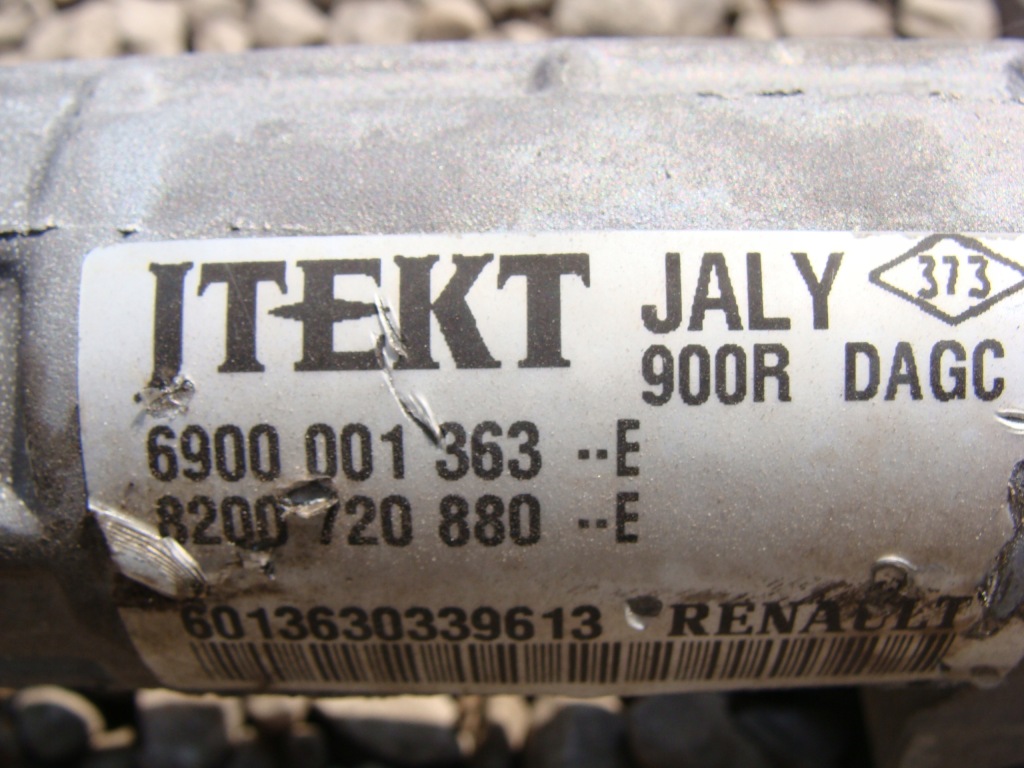 JTEKT JALY 373
900R DAGC
6900 001 363 --E
8200 720 880 --E
6013630339613 RENAULT